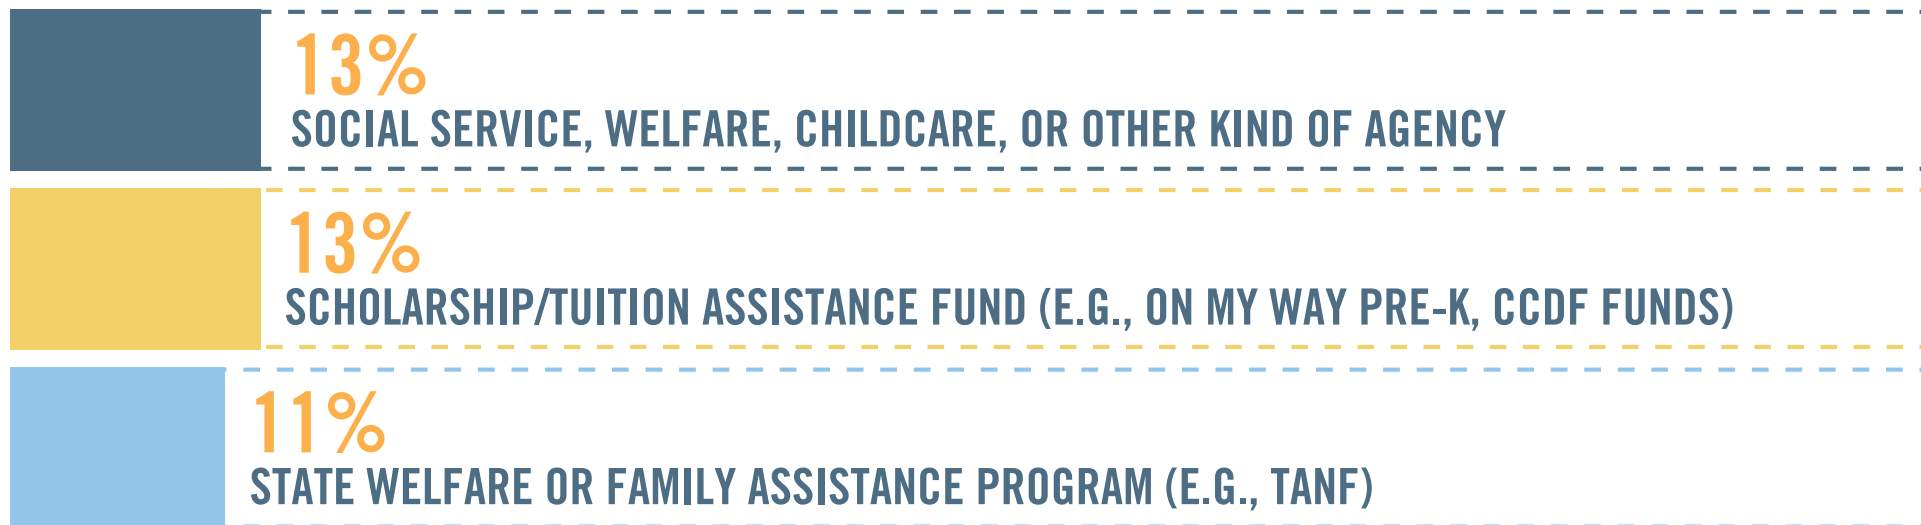 13%
SOCIAL SERVICE, WELFARE, CHILDCARE, OR OTHER KIND OF AGENCY
13%
SCHOLARSHIP/TUITION ASSISTANCE FUND (E.G., ON MY WAY PRE-K, CCDF FUNDS)
11%
STATE WELFARE OR FAMILY ASSISTANCE PROGRAM (E.G., TANF)